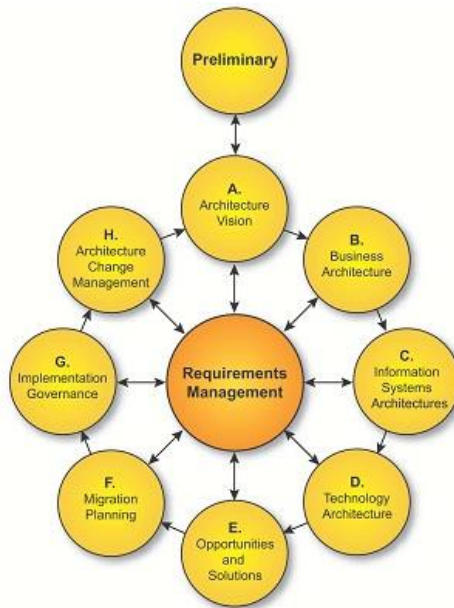 Preliminary
A.
Architecture
Vision
B.
Business
Architecture
C.
Information
Systems
Architectures
D.
Technology
Architecture
E.
Opportunities
and
Solutions
F.
Migration
Planning
G.
Implementation
Governance
H.
Architecture
Change
Management
Requirements
Management